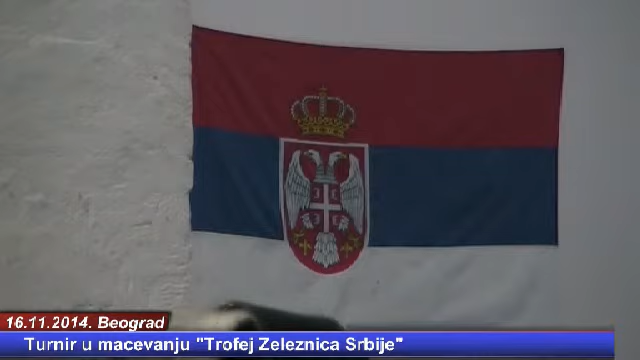 16.11.2014. Beograd
Turnir u macevanju "Trofej Zeleznica Srbije"